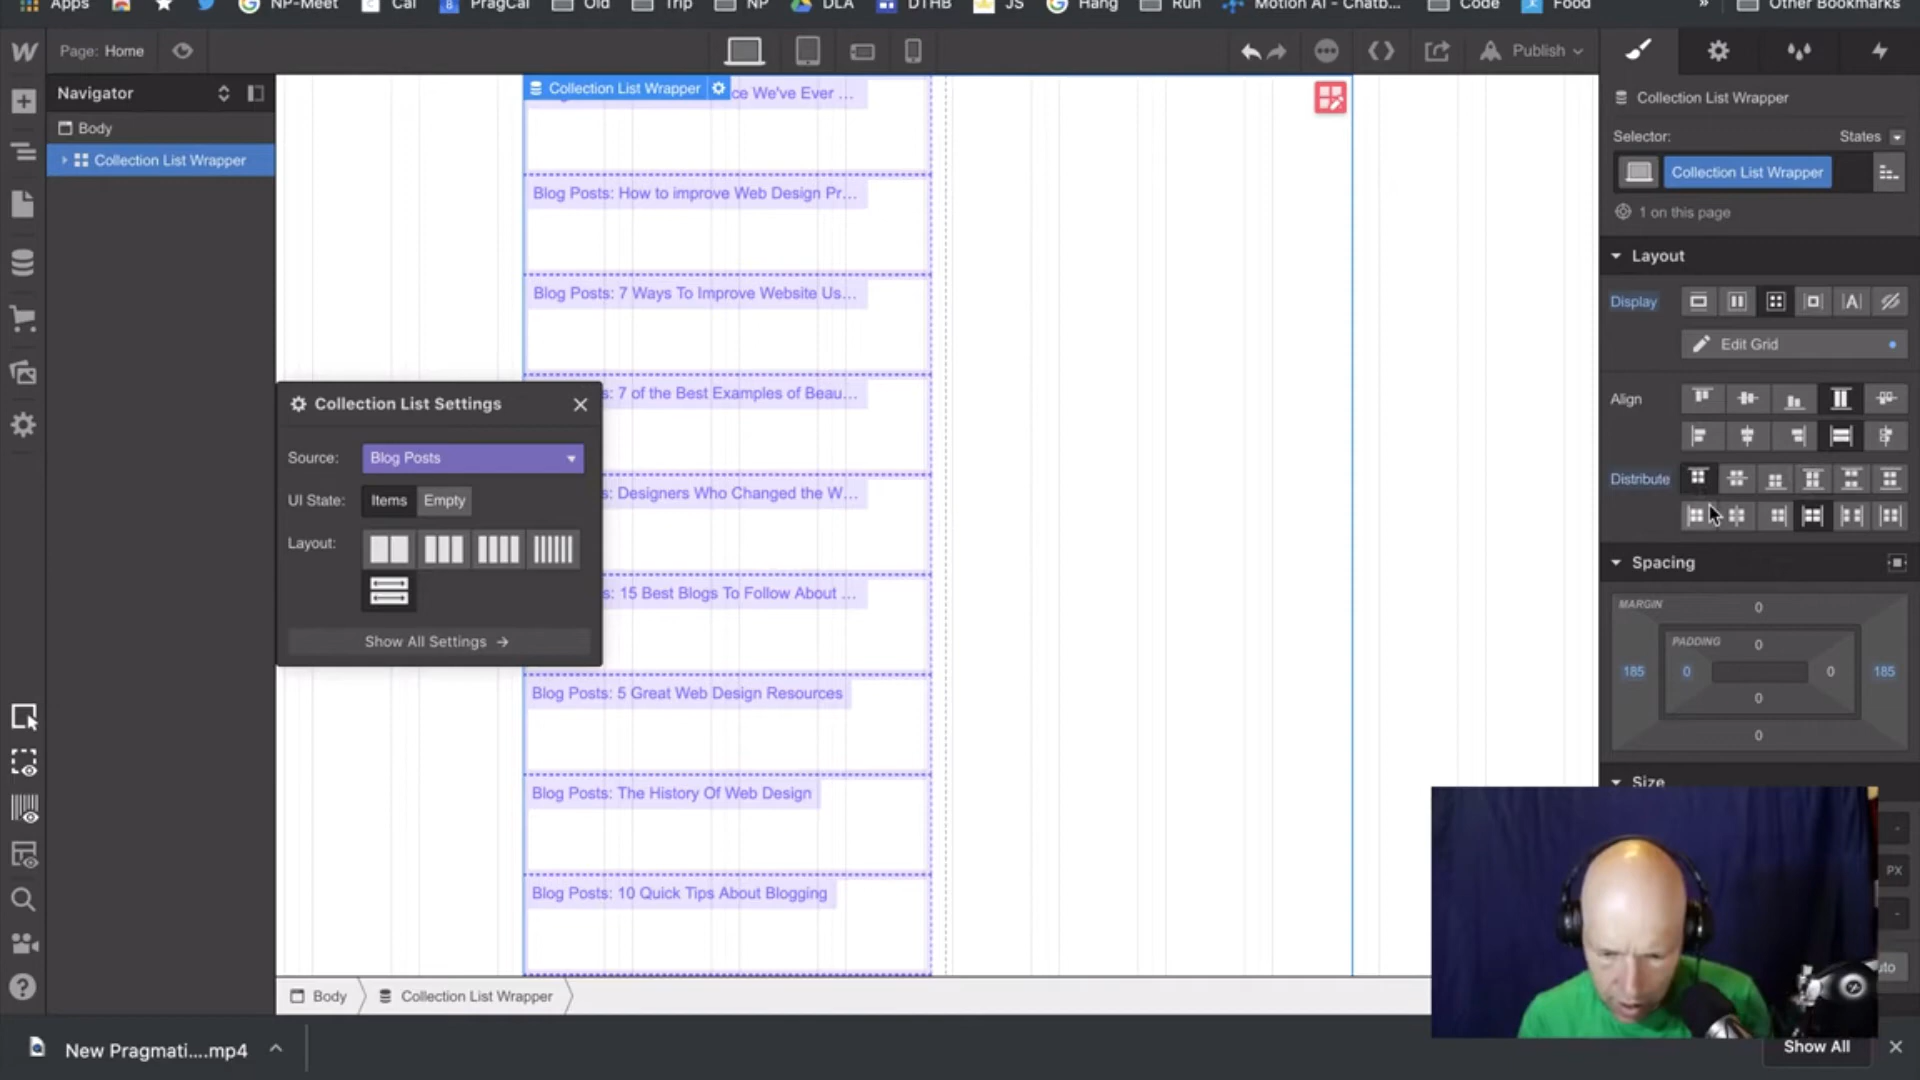 Apps
NP-Meet
Cal
PragCal
Old
Trip
NP
DLA
DTHB
JS
Hang
Run
Motion AI - Chatb...
Code
Food
»
Other Bookmarks
Page: Home
Publish
Navigator
Body
Collection List Wrapper
Collection List Wrapper
ce We've Ever ...
Blog Posts: How to improve Web Design Pr...
Blog Posts: 7 Ways To Improve Website Us...
s: 7 of the Best Examples of Beau...
s: Designers Who Changed the W...
s: 15 Best Blogs To Follow About ...
Blog Posts: 5 Great Web Design Resources
Blog Posts: The History Of Web Design
Blog Posts: 10 Quick Tips About Blogging
Collection List Settings
Source: Blog Posts
UI State: Items Empty
Layout:
Show All Settings →
Collection List Wrapper
Selector: States
Collection List Wrapper
1 on this page
Layout
Display
Edit Grid
Align
Distribute
Spacing
MARGIN 0
PADDING 0
185 0 0 185
0
0
Size
PX
Body
Collection List Wrapper
New Pragmati....mp4
Show All